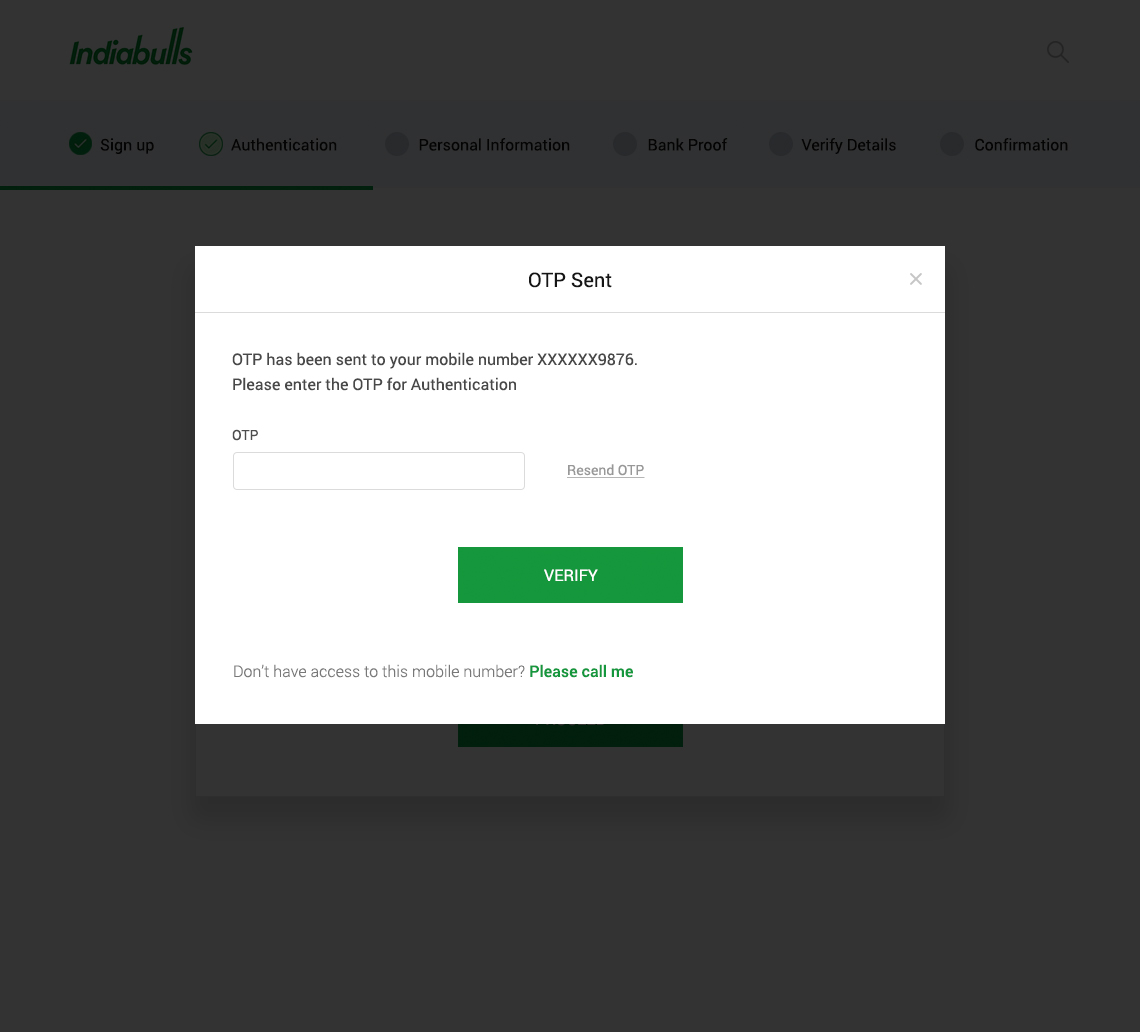 Indiabulls
Sign up Authentication Personal Information Bank Proof Verify Details Confirmation
OTP Sent
OTP has been sent to your mobile number XXXXXX9876.
Please enter the OTP for Authentication
OTP
Resend OTP
VERIFY
Don't have access to this mobile number? Please call me